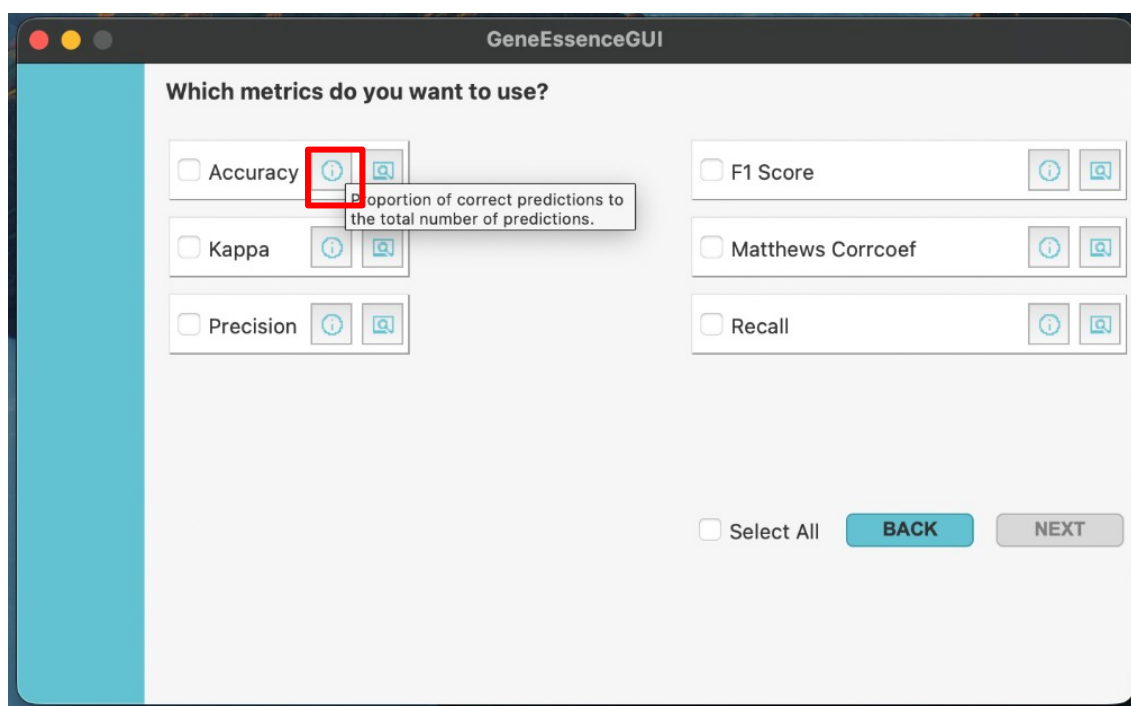 GeneEssenceGUI
Which metrics do you want to use?
Accuracy
F1 Score
Proportion of correct predictions to
the total number of predictions.
Kappa
Matthews Corrcoef
Precision
Recall
Select All
BACK
NEXT